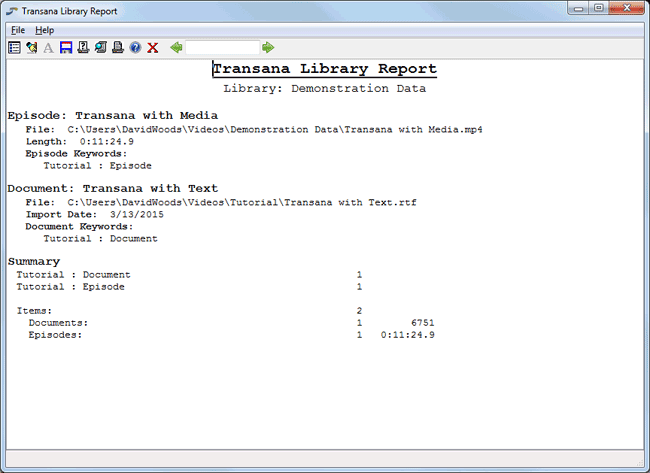 Transana Library Report
File Help
Transana Library Report
Library: Demonstration Data
Episode: Transana with Media
File: C:\Users\DavidWoods\Videos\Demonstration Data\Transana with Media.mp4
Length: 0:11:24.9
Episode Keywords:
Tutorial : Episode
Document: Transana with Text
File: C:\Users\DavidWoods\Videos\Tutorial\Transana with Text.rtf
Import Date: 3/13/2015
Document Keywords:
Tutorial : Document
Summary
Tutorial : Document 1
Tutorial : Episode 1
Items: 2
Documents: 1 6751
Episodes: 1 0:11:24.9